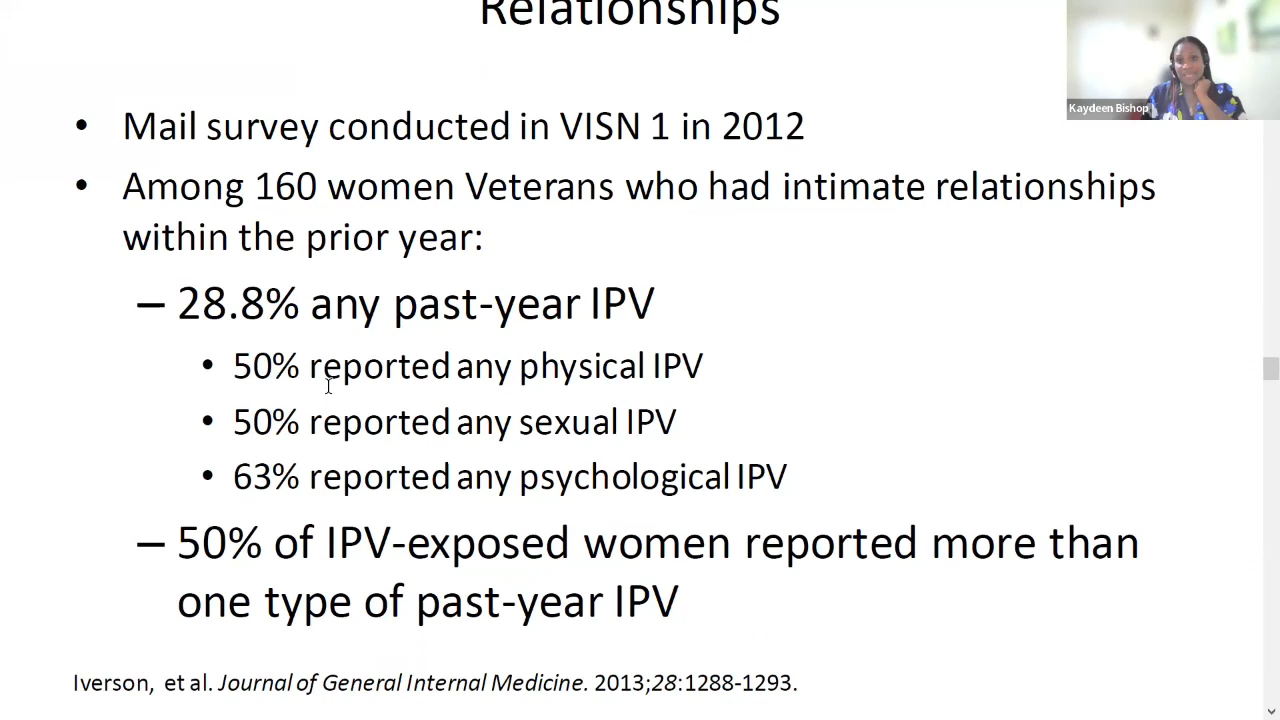 Relationships
Kaydeen Bishop
• Mail survey conducted in VISN 1 in 2012
• Among 160 women Veterans who had intimate relationships
within the prior year:
– 28.8% any past-year IPV
• 50% reported any physical IPV
• 50% reported any sexual IPV
• 63% reported any psychological IPV
– 50% of IPV-exposed women reported more than
one type of past-year IPV
Iverson, et al. Journal of General Internal Medicine. 2013;28:1288-1293.